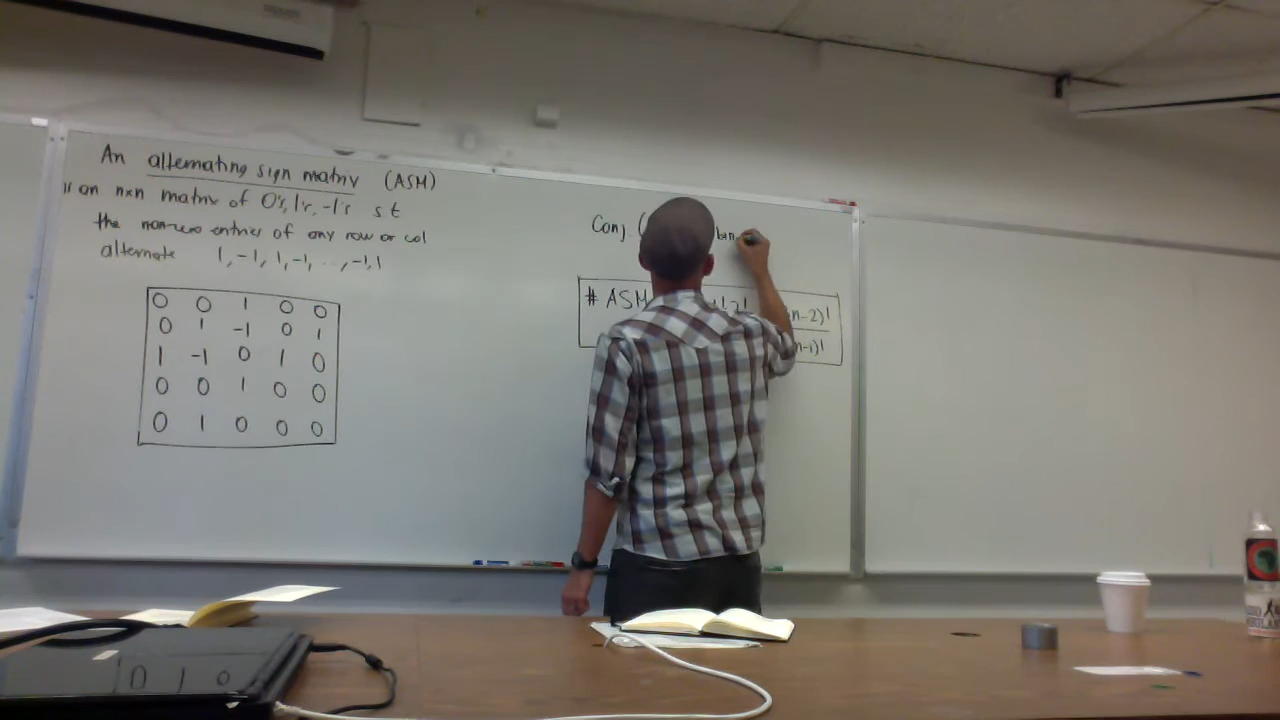 An alternating sign matrix (ASM)
is an nxn matrix of 0's, 1's, -1's st
the non-zero entries of any row or col
alternate 1, -1, 1, -1, ..., -1, 1
0 0 1 0 0
0 1 -1 0 1
1 -1 0 1 0
0 0 1 0 0
0 1 0 0 0
Conj. (
# ASM
n-2)!
n-1)!
0 1 0